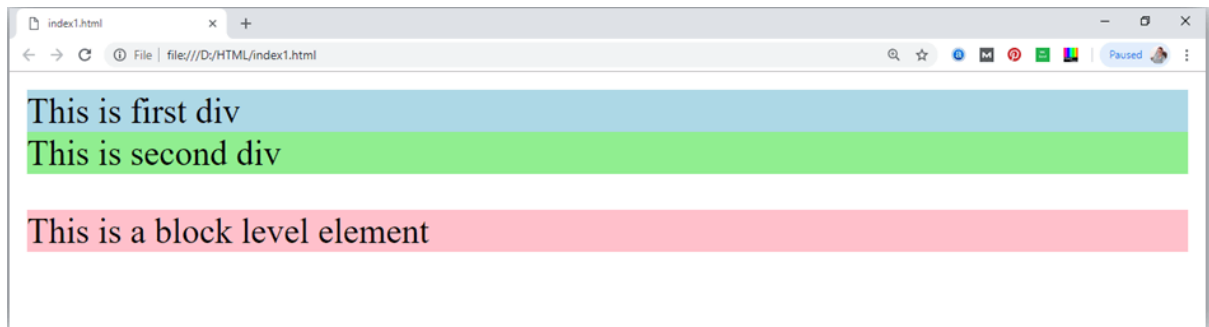 index1.html
File | file:///D:/HTML/index1.html
Paused
This is first div
This is second div
This is a block level element